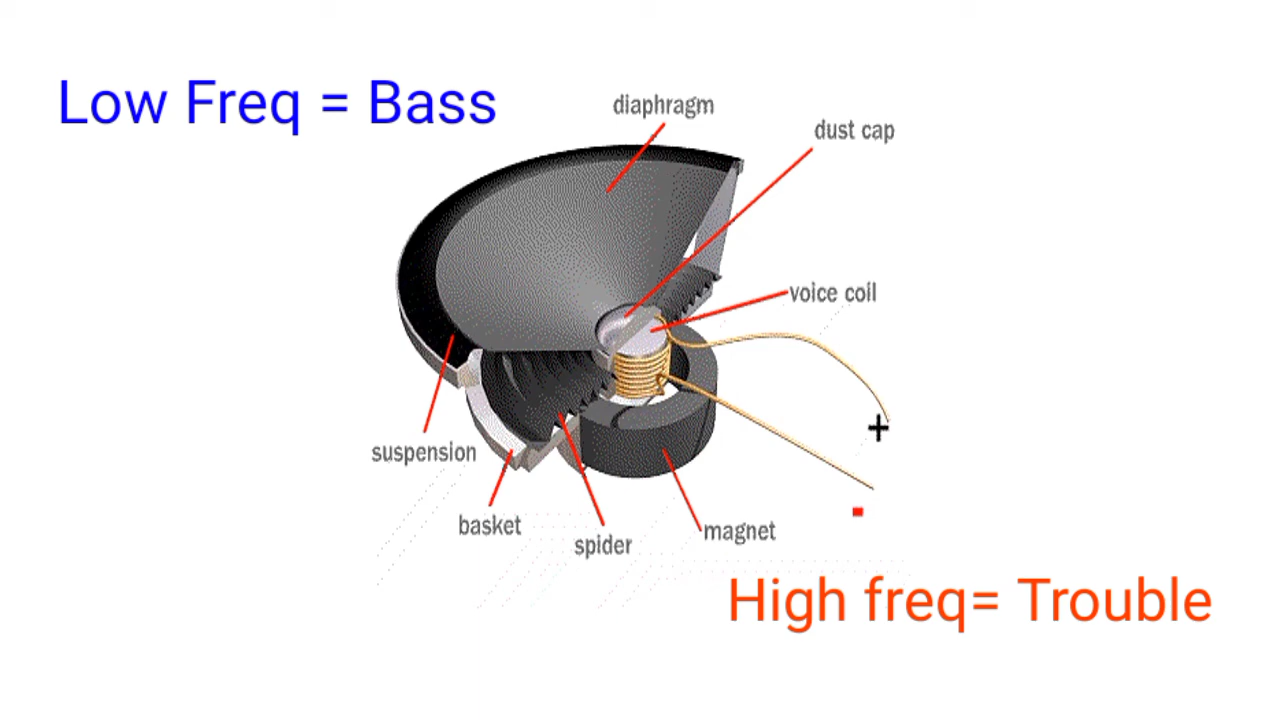 Low Freq = Bass
diaphragm
dust cap
voice coil
+
suspension
-
basket
spider
magnet
High freq= Trouble